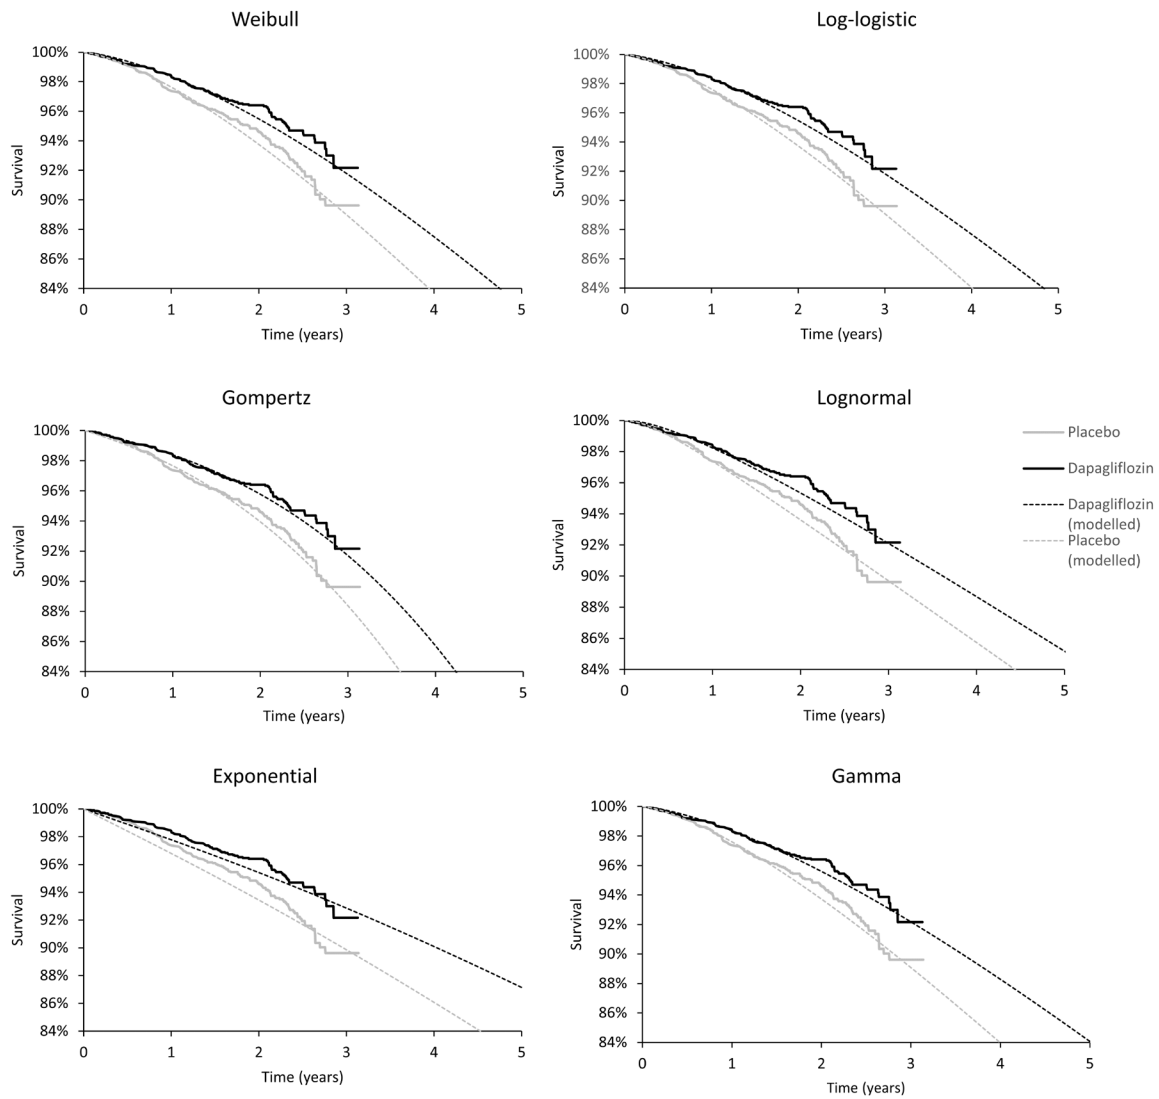 Weibull
100%
98%
96%
94%
92%
90%
88%
86%
84%
Survival
0 1 2 3 4 5
Time (years)
Log-logistic
100%
98%
96%
94%
92%
90%
88%
86%
84%
Survival
0 1 2 3 4 5
Time (years)
Gompertz
100%
98%
96%
94%
92%
90%
88%
86%
84%
Survival
0 1 2 3 4 5
Time (years)
Lognormal
100%
98%
96%
94%
92%
90%
88%
86%
84%
Survival
0 1 2 3 4 5
Time (years)
Placebo
Dapagliflozin
Dapagliflozin
(modelled)
Placebo
(modelled)
Exponential
100%
98%
96%
94%
92%
90%
88%
86%
84%
Survival
0 1 2 3 4 5
Time (years)
Gamma
100%
98%
96%
94%
92%
90%
88%
86%
84%
Survival
0 1 2 3 4 5
Time (years)